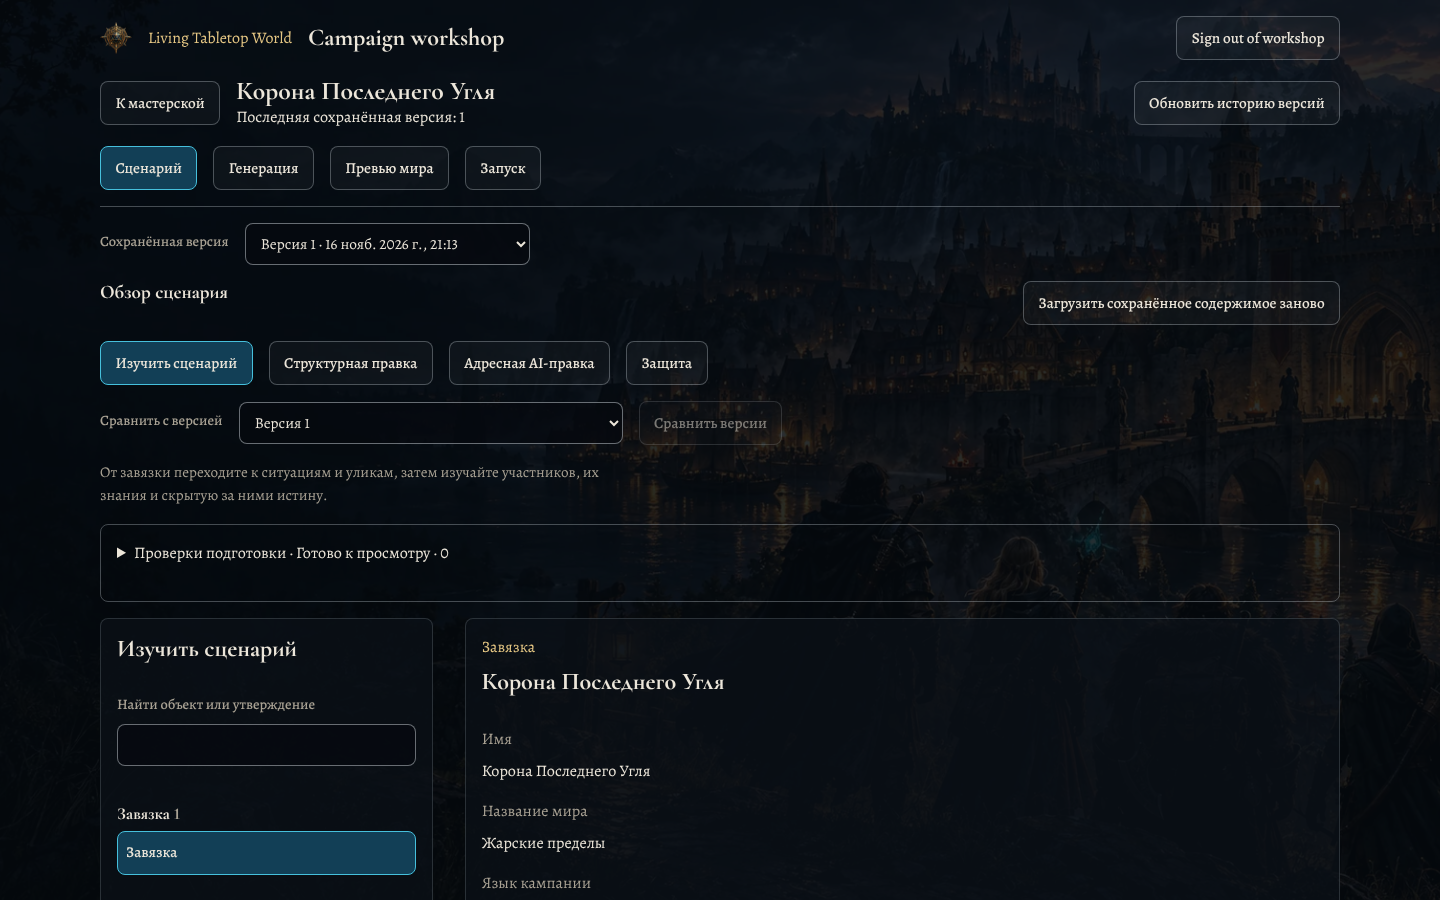 Living Tabletop World Campaign workshop Sign out of workshop
К мастерской
Корона Последнего Угля
Последняя сохранённая версия: 1
Обновить историю версий
Сценарий Генерация Превью мира Запуск
Сохранённая версия Версия 1 · 16 нояб. 2026 г., 21:13
Обзор сценария
Загрузить сохранённое содержимое заново
Изучить сценарий Структурная правка Адресная AI-правка Защита
Сравнить с версией Версия 1 Сравнить версии
От завязки переходите к ситуациям и уликам, затем изучайте участников, их
знания и скрытую за ними истину.
Проверки подготовки · Готово к просмотру · 0
Изучить сценарий
Найти объект или утверждение
Завязка 1
Завязка
Завязка
Корона Последнего Угля
Имя
Корона Последнего Угля
Название мира
Жарские пределы
Язык кампании